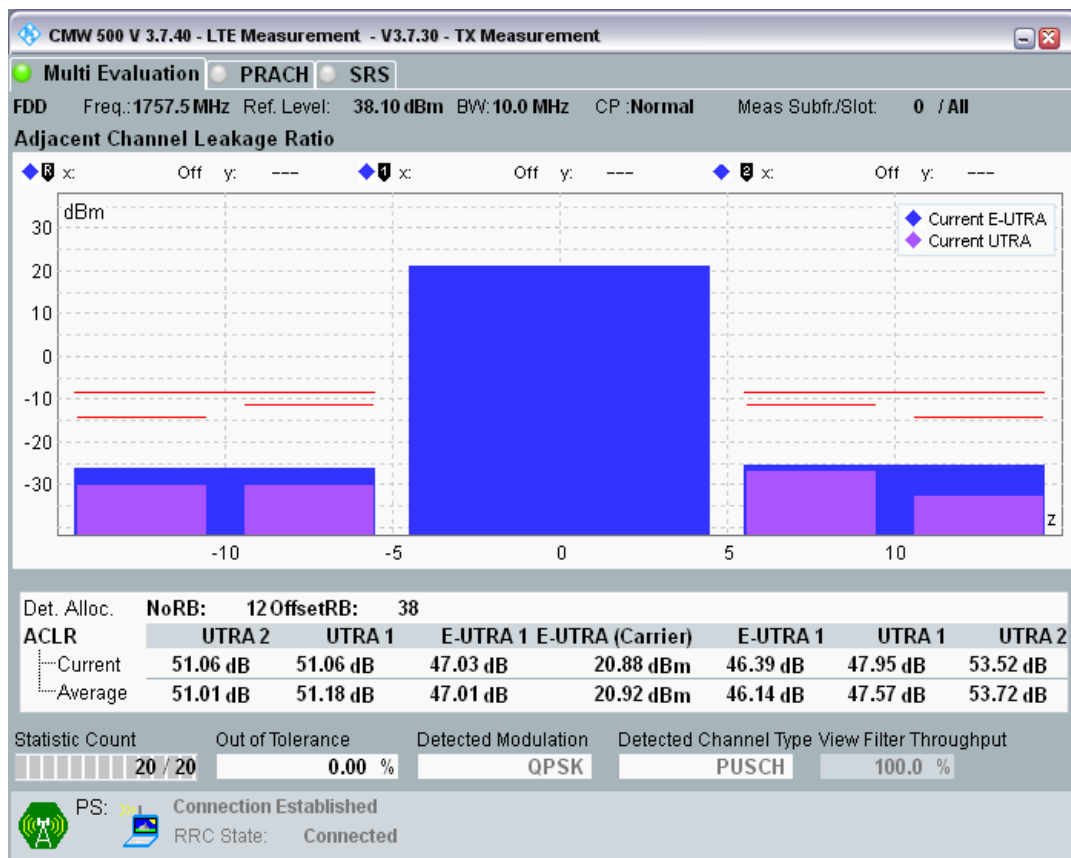 CMW 500 V 3.7.40 - LTE Measurement - V3.7.30 - TX Measurement
Multi Evaluation PRACH SRS
FDD Freq.:1757.5 MHz Ref. Level: 38.10 dBm BW:10.0 MHz CP :Normal Meas Subfr./Slot: 0 / All
Adjacent Channel Leakage Ratio
R x: Off y: --- 1 x: Off y: --- 2 x: Off y: ---
dBm
Current E-UTRA
Current UTRA
30
20
10
0
-10
-20
-30
z
-10 -5 0 5 10
Det. Alloc. NoRB: 12 OffsetRB: 38
ACLR UTRA 2 UTRA 1 E-UTRA 1 E-UTRA (Carrier) E-UTRA 1 UTRA 1 UTRA 2
Current 51.06 dB 51.06 dB 47.03 dB 20.88 dBm 46.39 dB 47.95 dB 53.52 dB
Average 51.01 dB 51.18 dB 47.01 dB 20.92 dBm 46.14 dB 47.57 dB 53.72 dB
Statistic Count Out of Tolerance Detected Modulation Detected Channel Type View Filter Throughput
20 / 20 0.00 % QPSK PUSCH 100.0 %
PS: Connection Established
RRC State: Connected